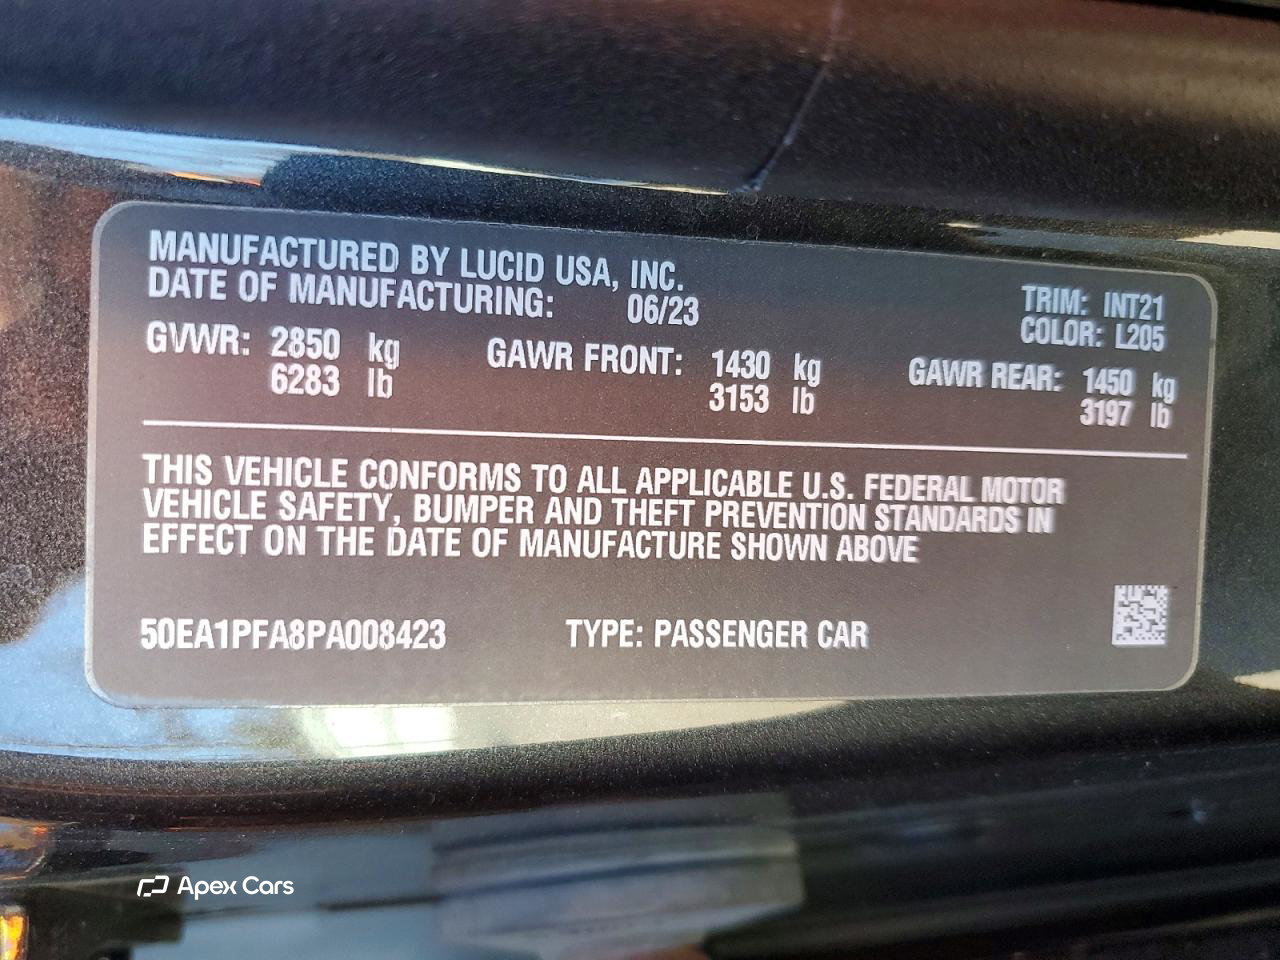 MANUFACTURED BY LUCID USA, INC.
DATE OF MANUFACTURING: 06/23
TRIM: INT21
COLOR: L205
GVWR: 2850 kg GAWR FRONT: 1430 kg GAWR REAR: 1450 kg
6283 lb 3153 lb 3197 lb
THIS VEHICLE CONFORMS TO ALL APPLICABLE U.S. FEDERAL MOTOR
VEHICLE SAFETY, BUMPER AND THEFT PREVENTION STANDARDS IN
EFFECT ON THE DATE OF MANUFACTURE SHOWN ABOVE
50EA1PFA8PA008423 TYPE: PASSENGER CAR
Apex Cars